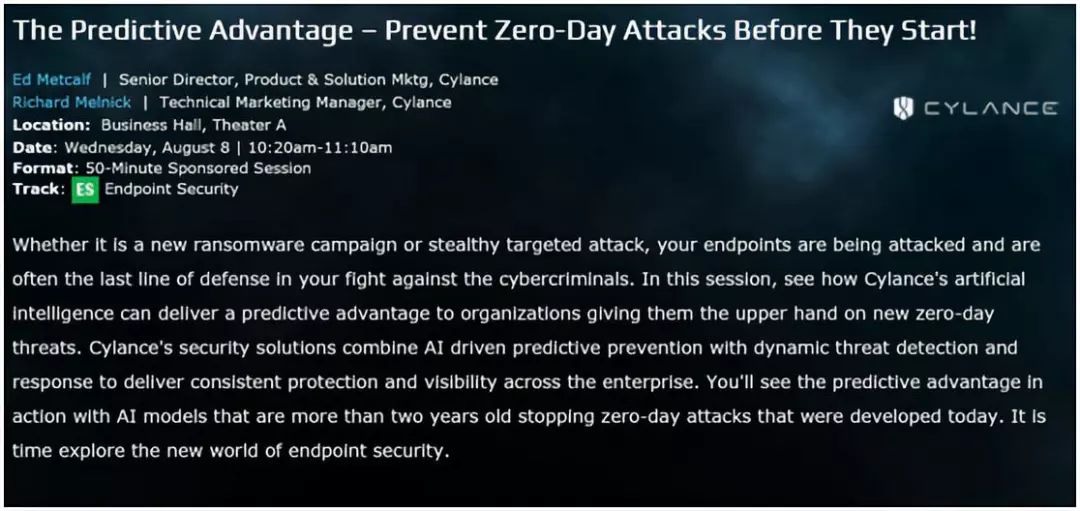 The Predictive Advantage – Prevent Zero-Day Attacks Before They Start!
Ed Metcalf | Senior Director, Product & Solution Mktg, Cylance
Richard Melnick | Technical Marketing Manager, Cylance
CYLANCE
Location: Business Hall, Theater A
Date: Wednesday, August 8 | 10:20am-11:10am
Format: 50-Minute Sponsored Session
Track: ES Endpoint Security
Whether it is a new ransomware campaign or stealthy targeted attack, your endpoints are being attacked and are
often the last line of defense in your fight against the cybercriminals. In this session, see how Cylance's artificial
intelligence can deliver a predictive advantage to organizations giving them the upper hand on new zero-day
threats. Cylance's security solutions combine AI driven predictive prevention with dynamic threat detection and
response to deliver consistent protection and visibility across the enterprise. You'll see the predictive advantage in
action with AI models that are more than two years old stopping zero-day attacks that were developed today. It is
time explore the new world of endpoint security.